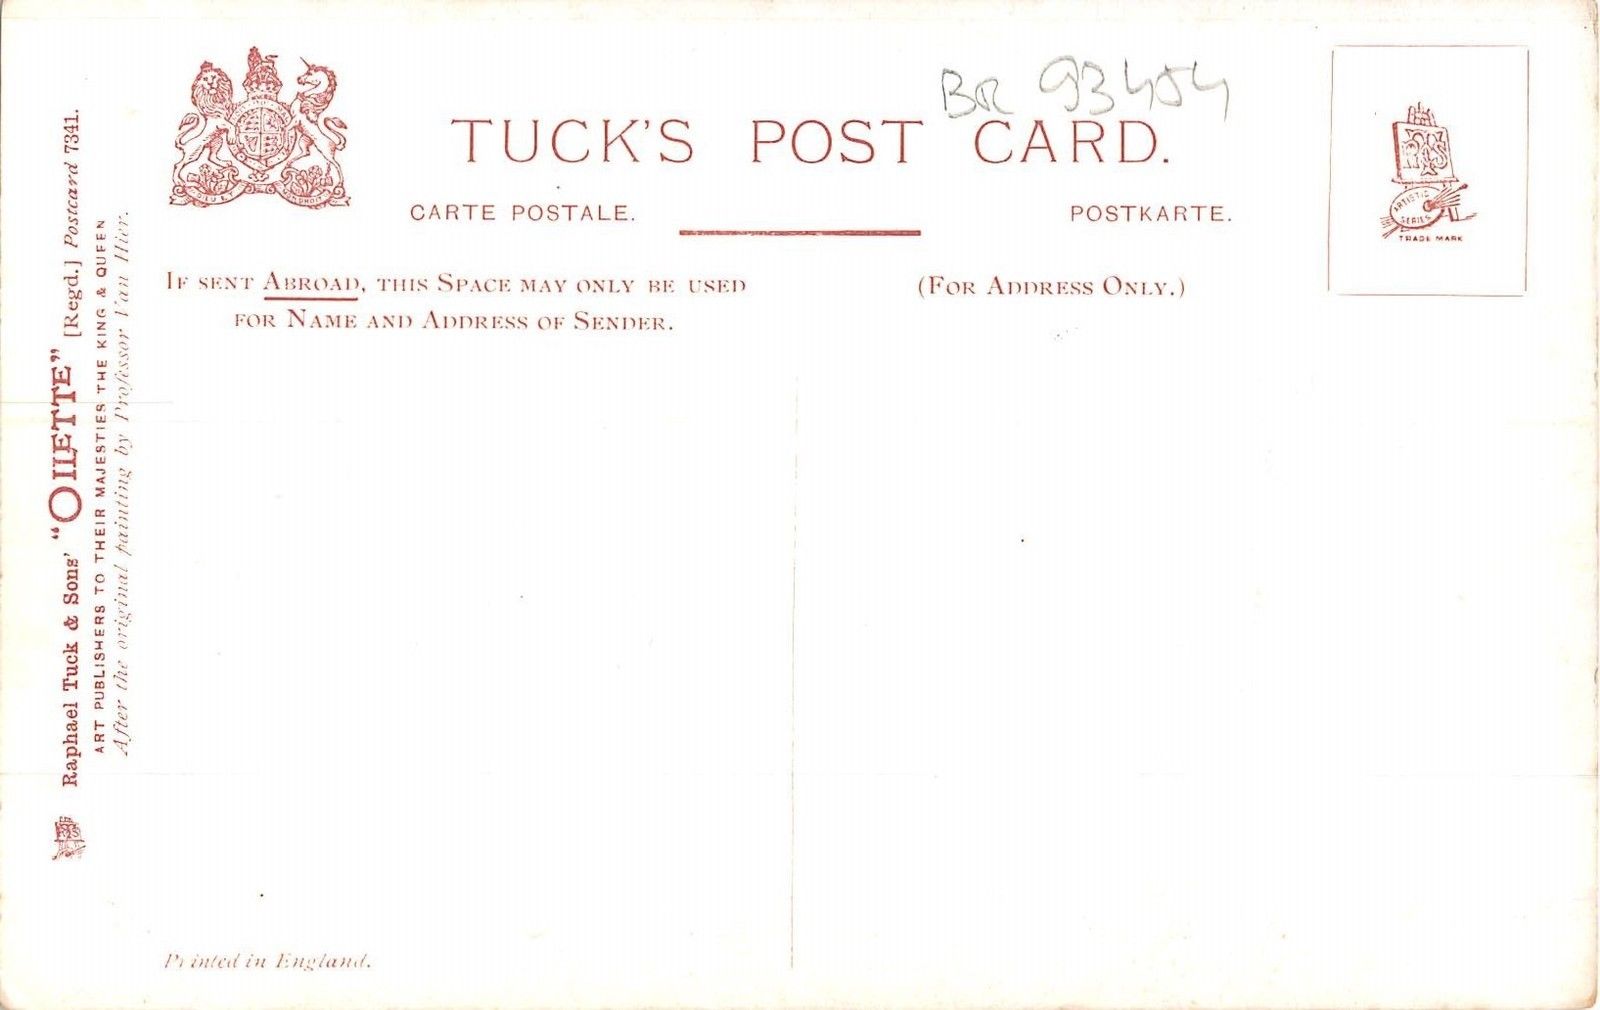 BR 93454
TUCK'S POST CARD.
CARTE POSTALE.
POSTKARTE.
IF SENT ABROAD, THIS SPACE MAY ONLY BE USED
FOR NAME AND ADDRESS OF SENDER.
(FOR ADDRESS ONLY.)
ARTISTIC
SERIES
TRADE MARK
Raphael Tuck & Sons' "OILETTE" [Regd.] Postcard 7341.
ART PUBLISHERS TO THEIR MAJESTIES THE KING & QUEEN
After the original painting by Professor Van Hier.
Printed in England.